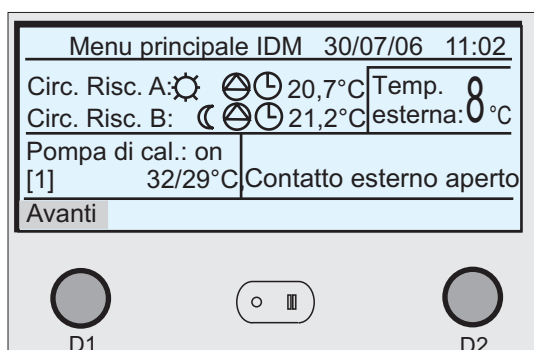 Menu principale IDM 30/07/06 11:02
Circ. Risc. A: 20,7°C Temp.
Circ. Risc. B: 21,2°C esterna: 8 °C
Pompa di cal.: on
[1] 32/29°C Contatto esterno aperto
Avanti
D1 D2